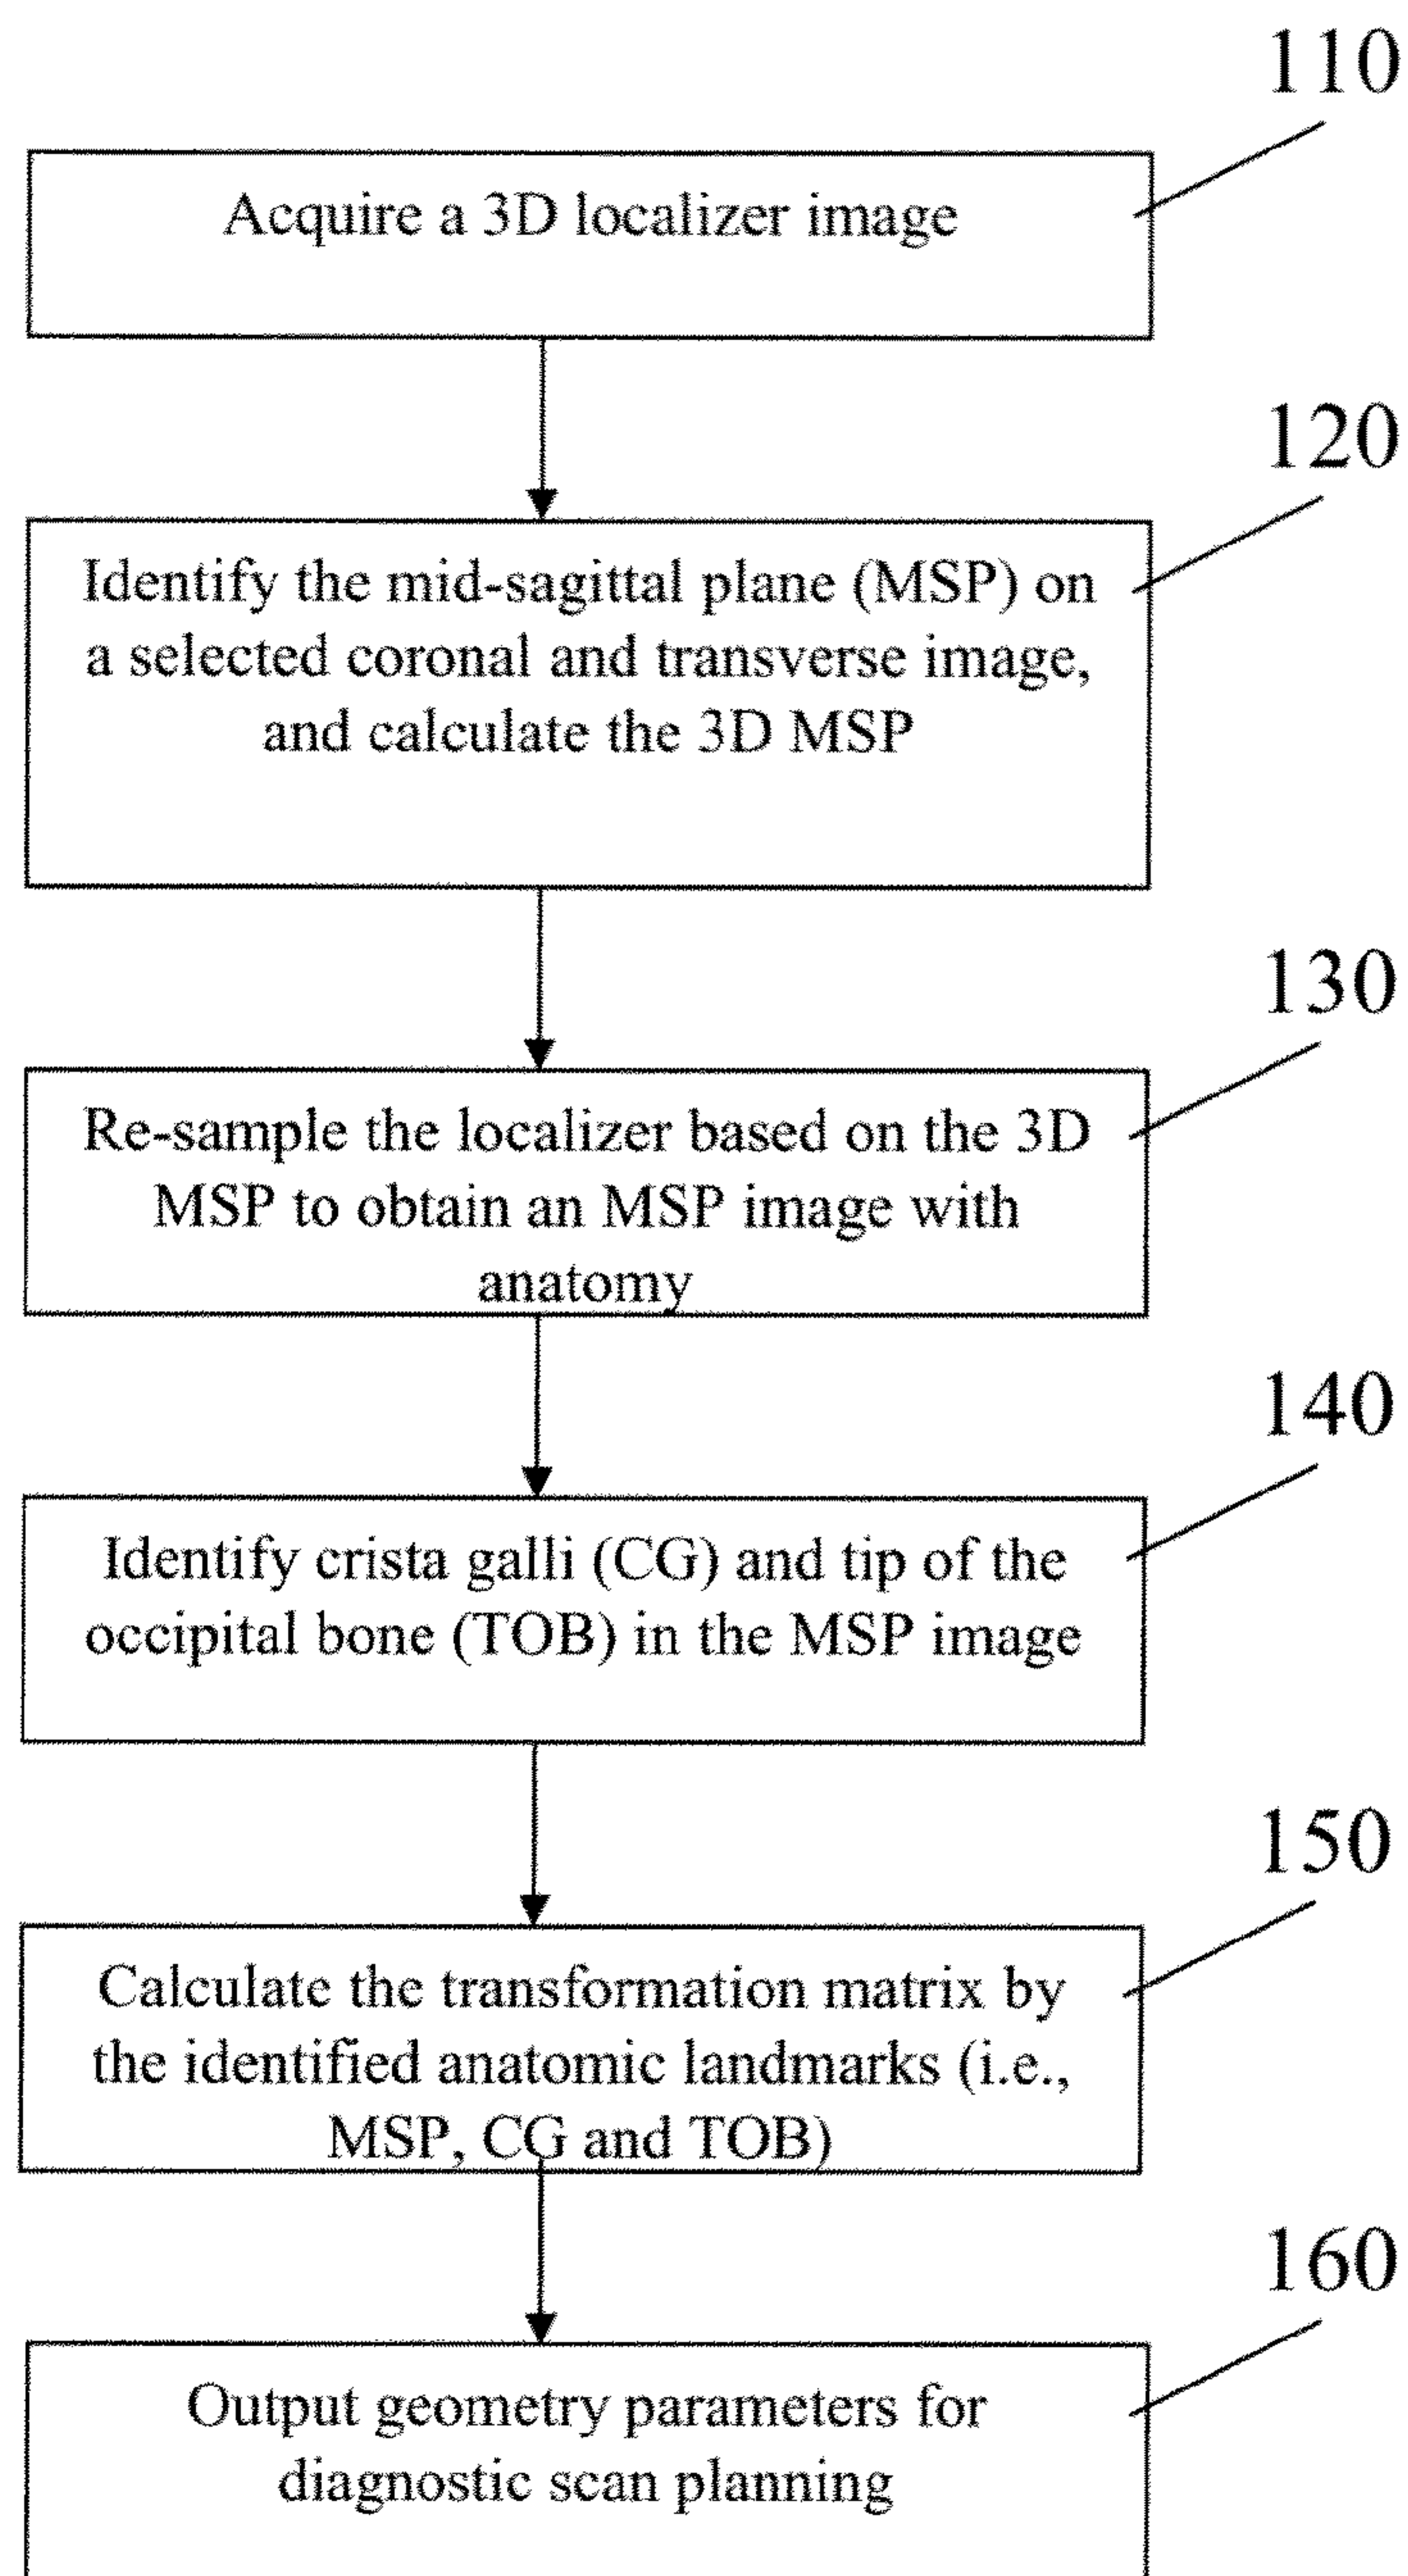 110
Acquire a 3D localizer image
120
Identify the mid-sagittal plane (MSP) on
a selected coronal and transverse image,
and calculate the 3D MSP
130
Re-sample the localizer based on the 3D
MSP to obtain an MSP image with
anatomy
140
Identify crista galli (CG) and tip of the
occipital bone (TOB) in the MSP image
150
Calculate the transformation matrix by
the identified anatomic landmarks (i.e.,
MSP, CG and TOB)
160
Output geometry parameters for
diagnostic scan planning